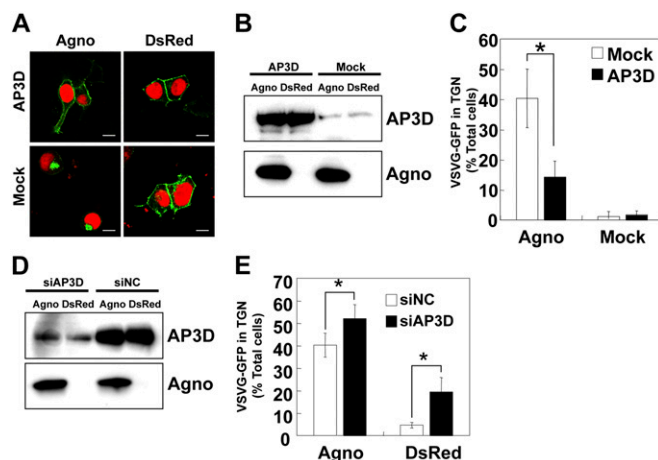 A
Agno DsRed
AP3D
Mock
B
AP3D Mock
Agno DsRed Agno DsRed
AP3D
Agno
C
VSVG-GFP in TGN
(% Total cells)
60
50
40
30
20
10
0
*
Mock
AP3D
Agno Mock
D
siAP3D siNC
Agno DsRed Agno DsRed
AP3D
Agno
E
VSVG-GFP in TGN
(% Total cells)
70
60
50
40
30
20
10
0
*
*
siNC
siAP3D
Agno DsRed